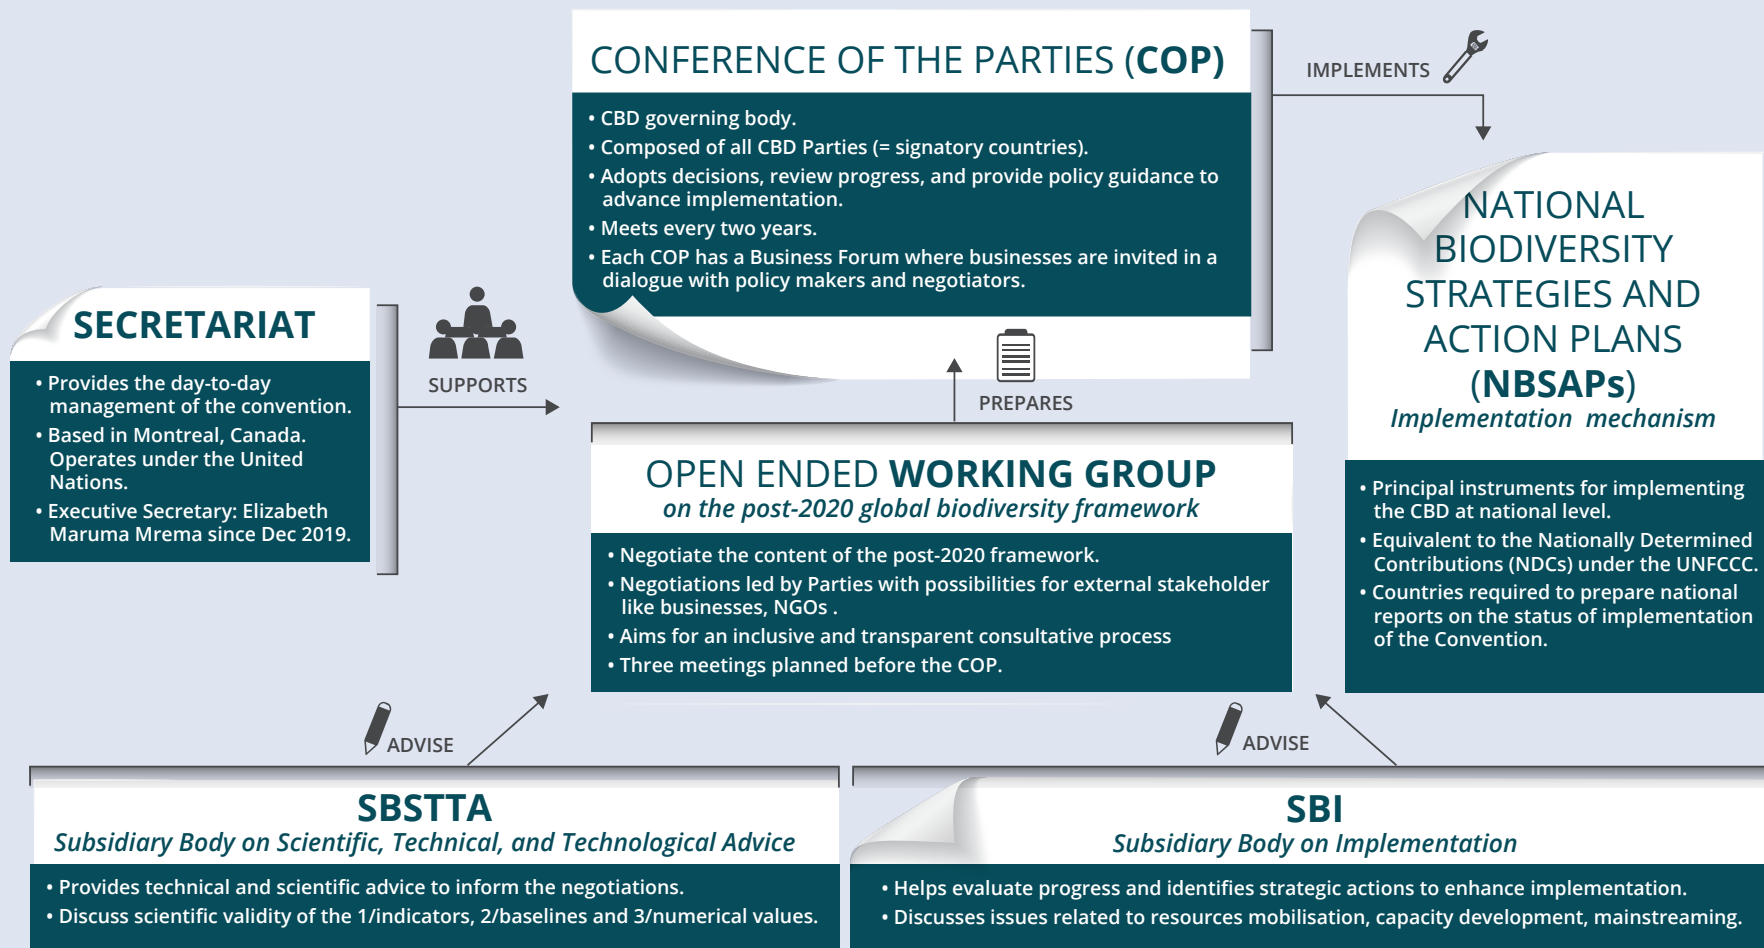 CONFERENCE OF THE PARTIES (COP)
• CBD governing body.
• Composed of all CBD Parties (= signatory countries).
• Adopts decisions, review progress, and provide policy guidance to
advance implementation.
• Meets every two years.
• Each COP has a Business Forum where businesses are invited in a
dialogue with policy makers and negotiators.
IMPLEMENTS
NATIONAL
BIODIVERSITY
STRATEGIES AND
ACTION PLANS
(NBSAPs)
Implementation mechanism
• Principal instruments for implementing
the CBD at national level.
• Equivalent to the Nationally Determined
Contributions (NDCs) under the UNFCCC.
• Countries required to prepare national
reports on the status of implementation
of the Convention.
SECRETARIAT
• Provides the day-to-day
management of the convention.
• Based in Montreal, Canada.
Operates under the United
Nations.
• Executive Secretary: Elizabeth
Maruma Mrema since Dec 2019.
SUPPORTS
PREPARES
OPEN ENDED WORKING GROUP
on the post-2020 global biodiversity framework
• Negotiate the content of the post-2020 framework.
• Negotiations led by Parties with possibilities for external stakeholder
like businesses, NGOs .
• Aims for an inclusive and transparent consultative process
• Three meetings planned before the COP.
ADVISE
ADVISE
SBSTTA
Subsidiary Body on Scientific, Technical, and Technological Advice
• Provides technical and scientific advice to inform the negotiations.
• Discuss scientific validity of the 1/indicators, 2/baselines and 3/numerical values.
SBI
Subsidiary Body on Implementation
• Helps evaluate progress and identifies strategic actions to enhance implementation.
• Discusses issues related to resources mobilisation, capacity development, mainstreaming.